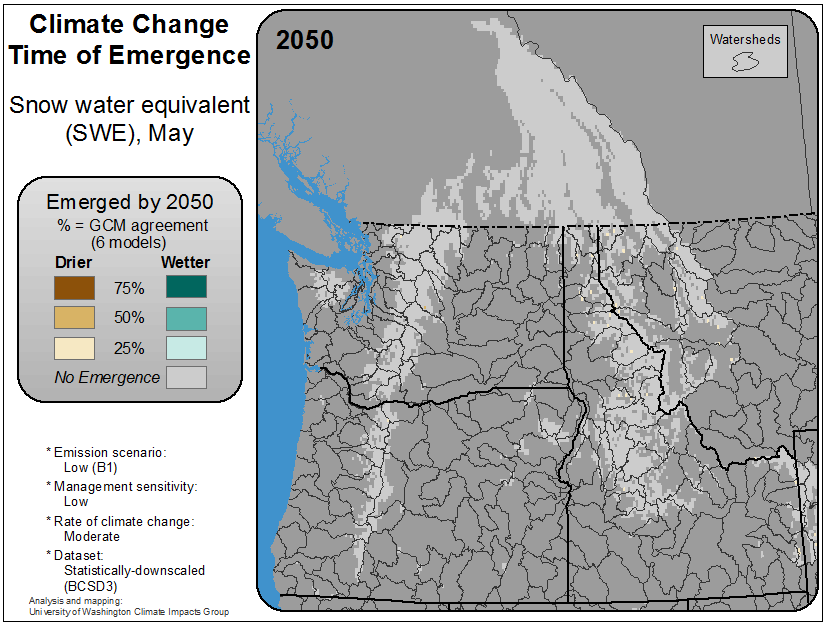 Climate Change
Time of Emergence
Snow water equivalent
(SWE), May
Emerged by 2050
% = GCM agreement
(6 models)
Drier
Wetter
75%
50%
25%
No Emergence
* Emission scenario:
Low (B1)
* Management sensitivity:
Low
* Rate of climate change:
Moderate
* Dataset:
Statistically-downscaled
(BCSD3)
Analysis and mapping:
University of Washington Climate Impacts Group
2050
Watersheds